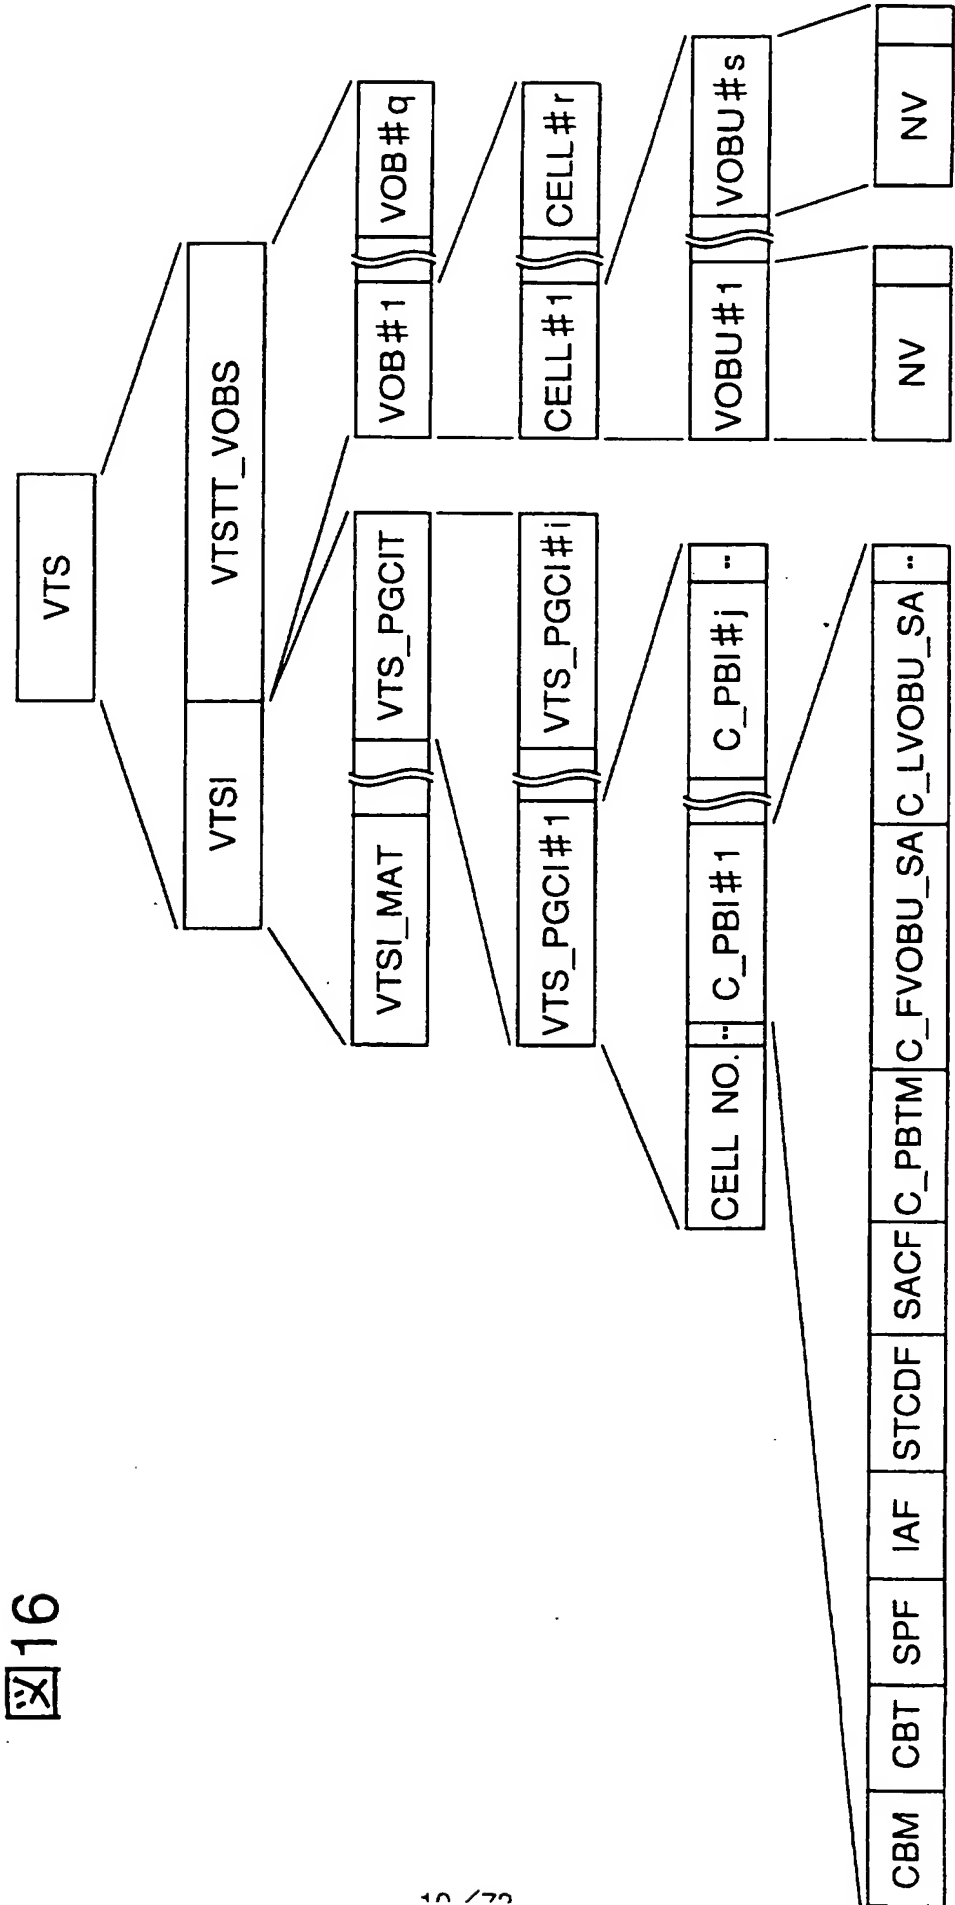 図16
VTS
VTSI VTSTT_VOBS
VTSI_MAT VTS_PGCIT VOB#1 VOB#q
VTS_PGCI#1 VTS_PGCI#i CELL#1 CELL#r
CELL NO. -- C_PBI#1 C_PBI#j -- VOBU#1 VOBU#s
CBM CBT SPF IAF STCDF SACF C_PBTM C_FVOBU_SA C_LVOBU_SA -- NV NV